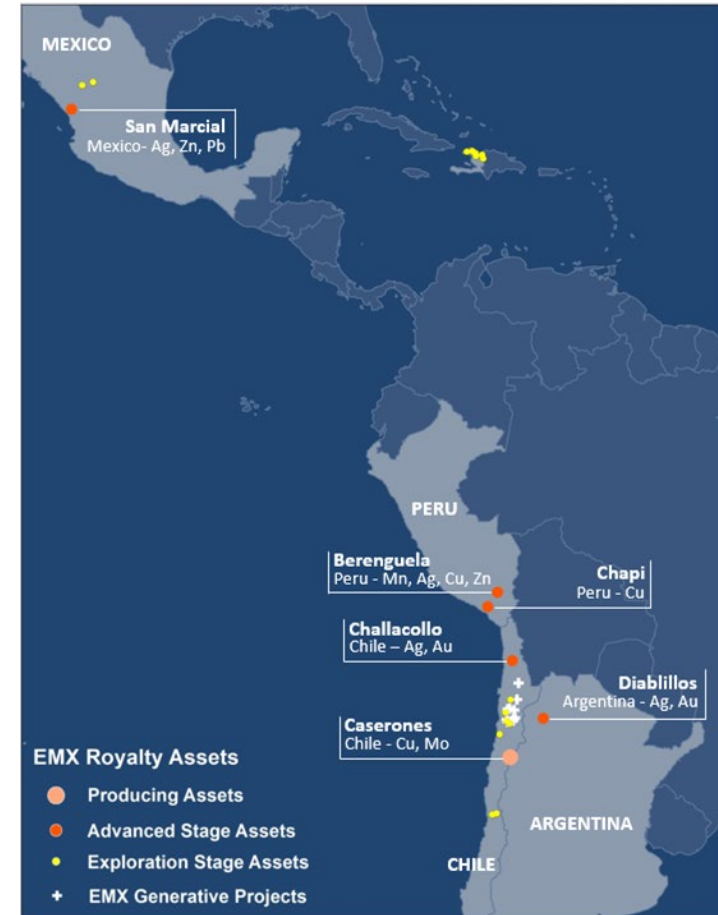 MEXICO
San Marcial
Mexico- Ag, Zn, Pb
PERU
Berenguela
Peru - Mn, Ag, Cu, Zn
Chapi
Peru - Cu
Challacollo
Chile – Ag, Au
Diablillos
Argentina - Ag, Au
Caserones
Chile - Cu, Mo
EMX Royalty Assets
Producing Assets
Advanced Stage Assets
Exploration Stage Assets
EMX Generative Projects
ARGENTINA
CHILE